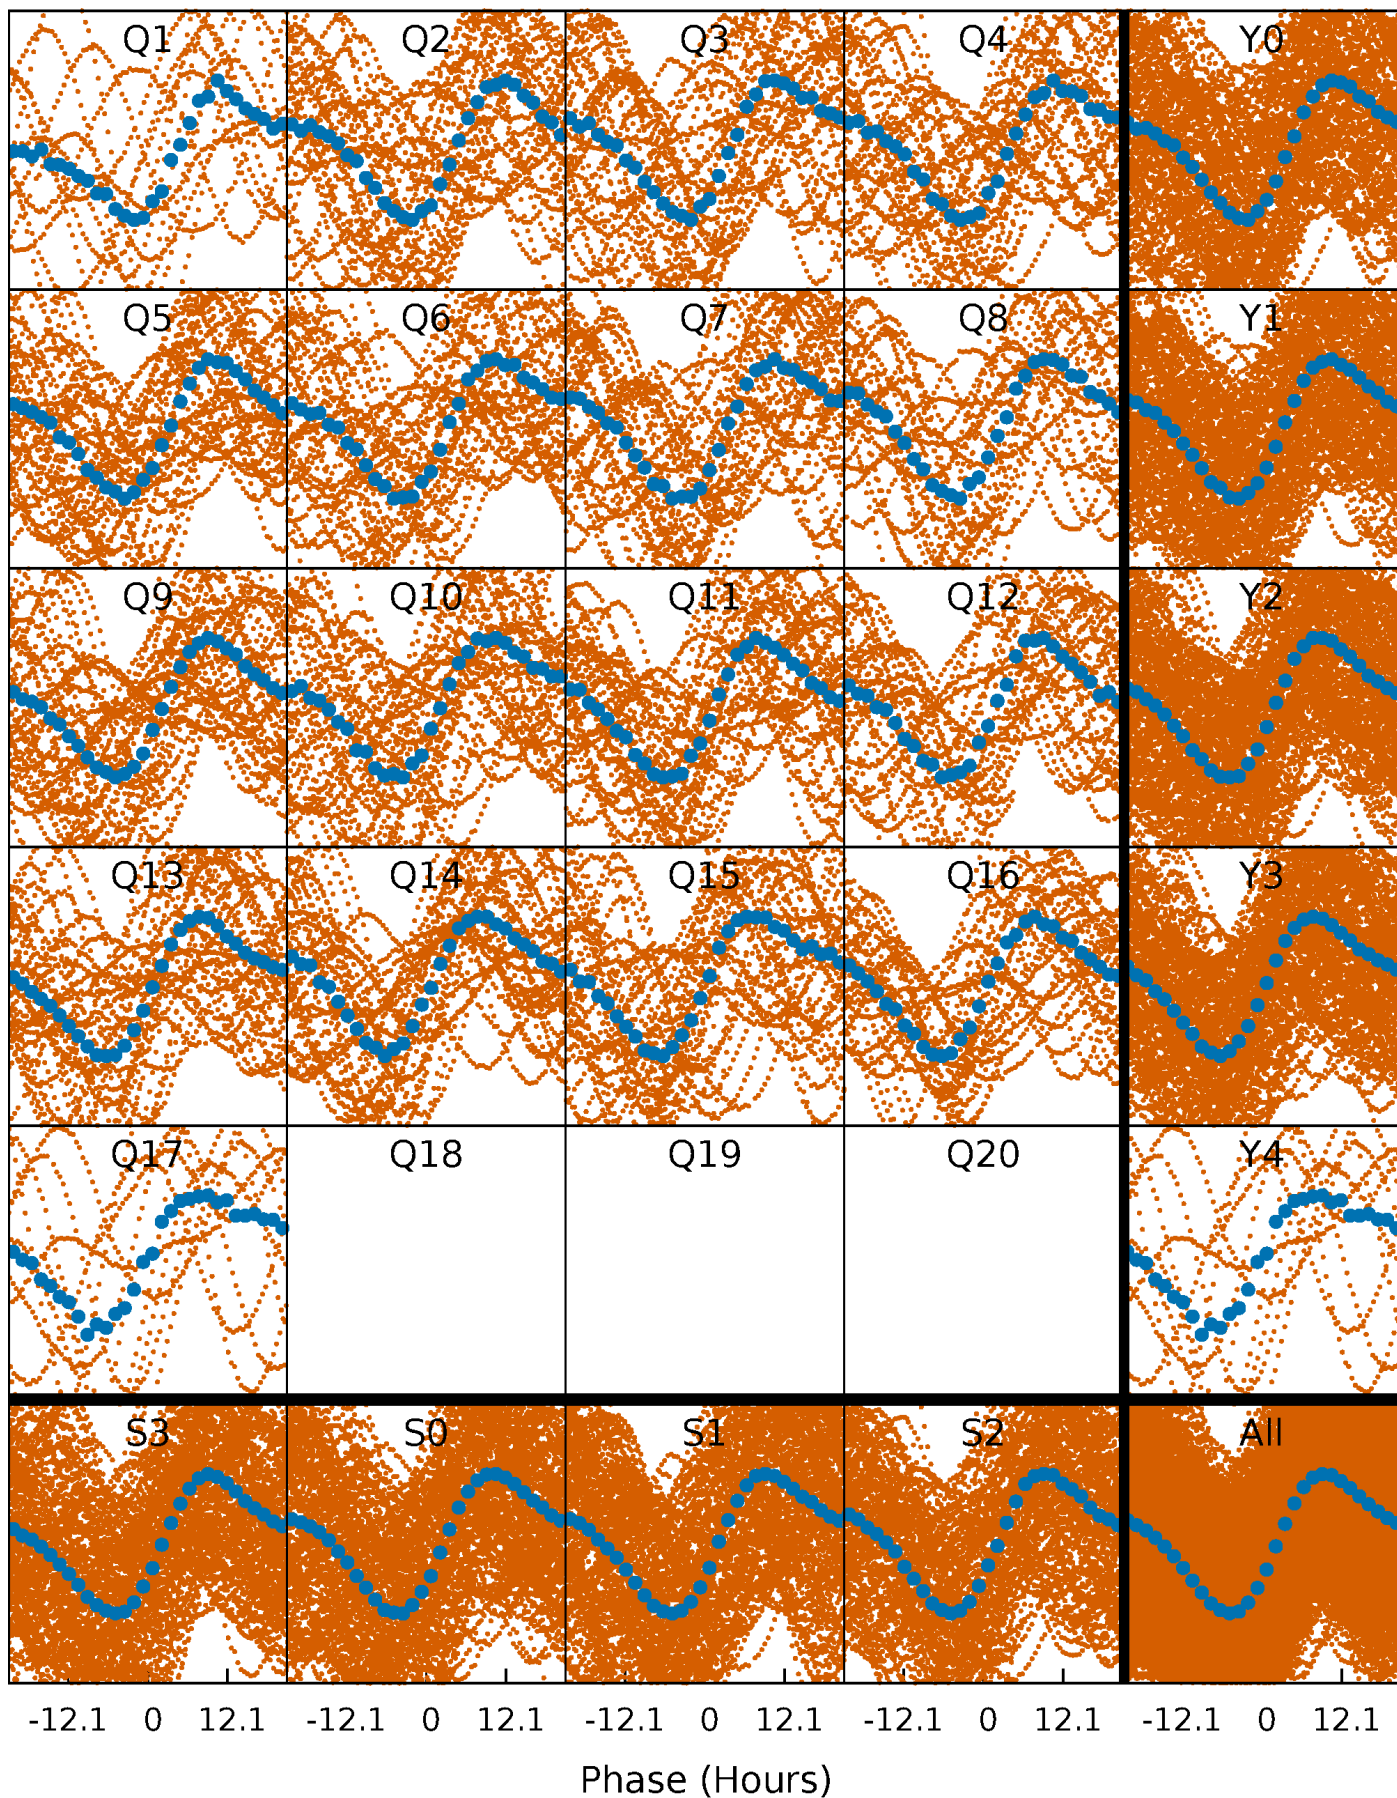 Q1 Q2 Q3 Q4 Y0
Q5 Q6 Q7 Q8 Y1
Q9 Q10 Q11 Q12 Y2
Q13 Q14 Q15 Q16 Y3
Q17 Q18 Q19 Q20 Y4
S3 S0 S1 S2 All
-12.1 0 12.1 -12.1 0 12.1 -12.1 0 12.1 -12.1 0 12.1 -12.1 0 12.1
Phase (Hours)